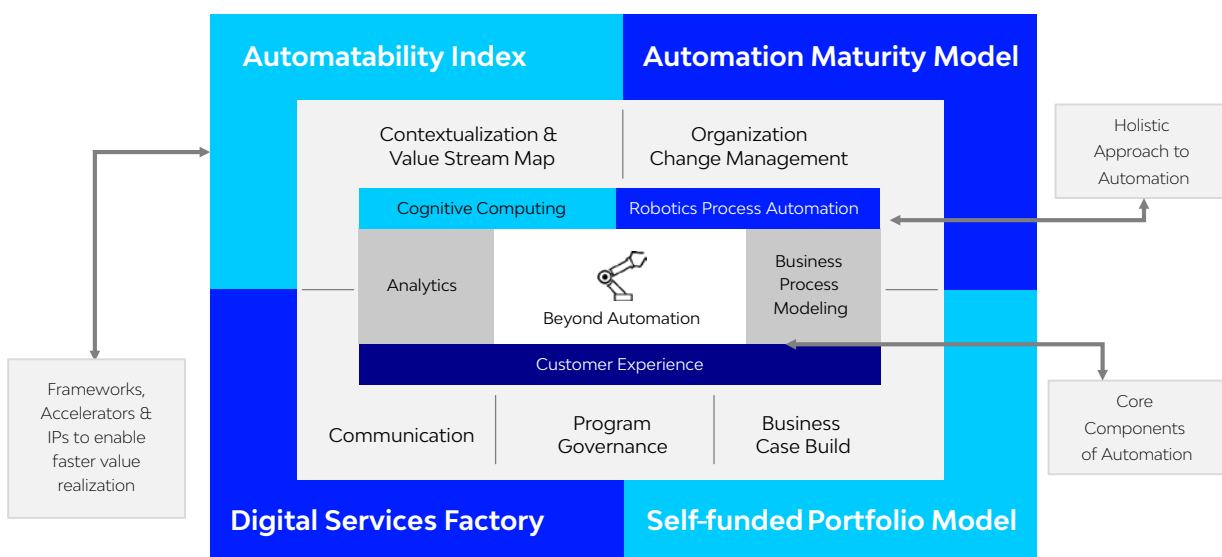 Automatability Index
Automation Maturity Model
Contextualization &
Value Stream Map
Organization
Change Management
Holistic
Approach to
Automation
Cognitive Computing
Robotics Process Automation
Analytics
Beyond Automation
Business
Process
Modeling
Customer Experience
Frameworks,
Accelerators &
IPs to enable
faster value
realization
Communication
Program
Governance
Business
Case Build
Core
Components
of Automation
Digital Services Factory
Self-funded Portfolio Model